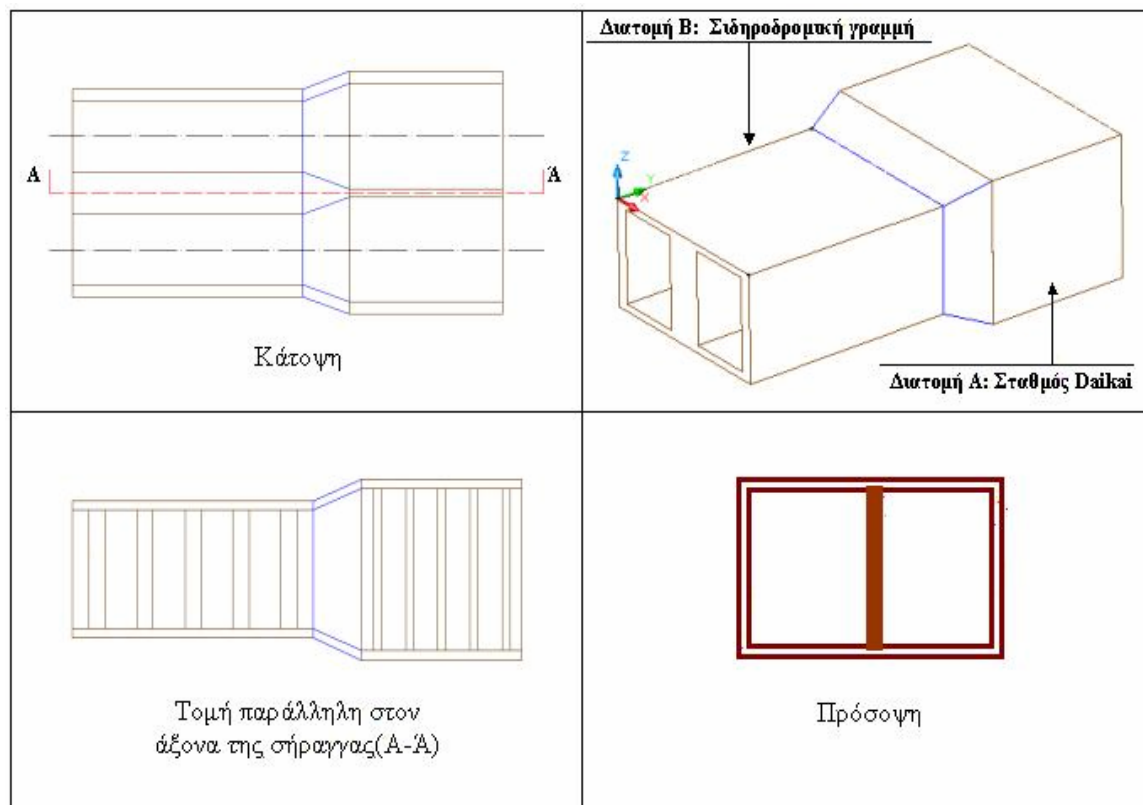 Διατομή Β: Σιδηροδρομική γραμμή
Α
Ά
Κάτοψη
Z
Y
X
Διατομή Α: Σταθμός Daikai
Τομή παράλληλη στον
άξονα της σήραγγας(Α-Ά)
Πρόσοψη